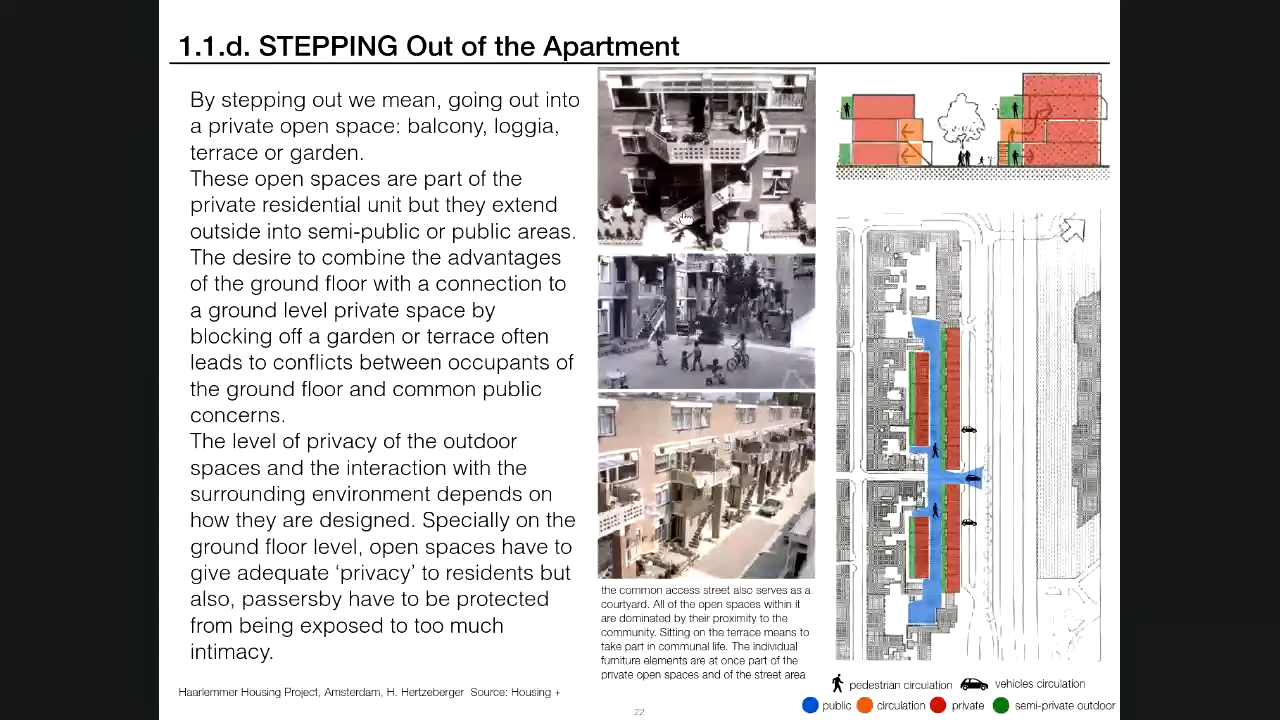 1.1.d. STEPPING Out of the Apartment
By stepping out we mean, going out into
a private open space: balcony, loggia,
terrace or garden.
These open spaces are part of the
private residential unit but they extend
outside into semi-public or public areas.
The desire to combine the advantages
of the ground floor with a connection to
a ground level private space by
blocking off a garden or terrace often
leads to conflicts between occupants of
the ground floor and common public
concerns.
The level of privacy of the outdoor
spaces and the interaction with the
surrounding environment depends on
how they are designed. Specially on the
ground floor level, open spaces have to
give adequate ‘privacy’ to residents but
also, passersby have to be protected
from being exposed to too much
intimacy.
the common access street also serves as a
courtyard. All of the open spaces within it
are dominated by their proximity to the
community. Sitting on the terrace means to
take part in communal life. The individual
furniture elements are at once part of the
private open spaces and of the street area
Haarlemmer Housing Project, Amsterdam, H. Hertzeberger Source: Housing +
pedestrian circulation vehicles circulation
public circulation private semi-private outdoor
22